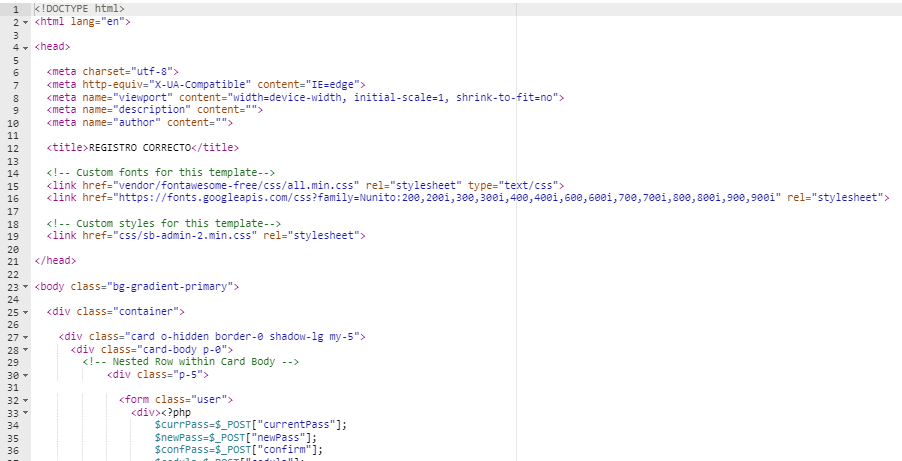 1 <!DOCTYPE html>
2 <html lang="en">
3
4 <head>
5
6 <meta charset="utf-8">
7 <meta http-equiv="X-UA-Compatible" content="IE=edge">
8 <meta name="viewport" content="width=device-width, initial-scale=1, shrink-to-fit=no">
9 <meta name="description" content="">
10 <meta name="author" content="">
11
12 <title>REGISTRO CORRECTO</title>
13
14 <!-- Custom fonts for this template-->
15 <link href="vendor/fontawesome-free/css/all.min.css" rel="stylesheet" type="text/css">
16 <link href="https://fonts.googleapis.com/css?family=Nunito:200,200i,300,300i,400,400i,600,600i,700,700i,800,800i,900,900i" rel="stylesheet">
17
18 <!-- Custom styles for this template-->
19 <link href="css/sb-admin-2.min.css" rel="stylesheet">
20
21 </head>
22
23 <body class="bg-gradient-primary">
24
25 <div class="container">
26
27 <div class="card o-hidden border-0 shadow-lg my-5">
28 <div class="card-body p-0">
29 <!-- Nested Row within Card Body -->
30 <div class="p-5">
31
32 <form class="user">
33 <div><?php
34 $currPass=$_POST["currentPass"];
35 $newPass=$_POST["newPass"];
36 $confPass=$_POST["confirm"];